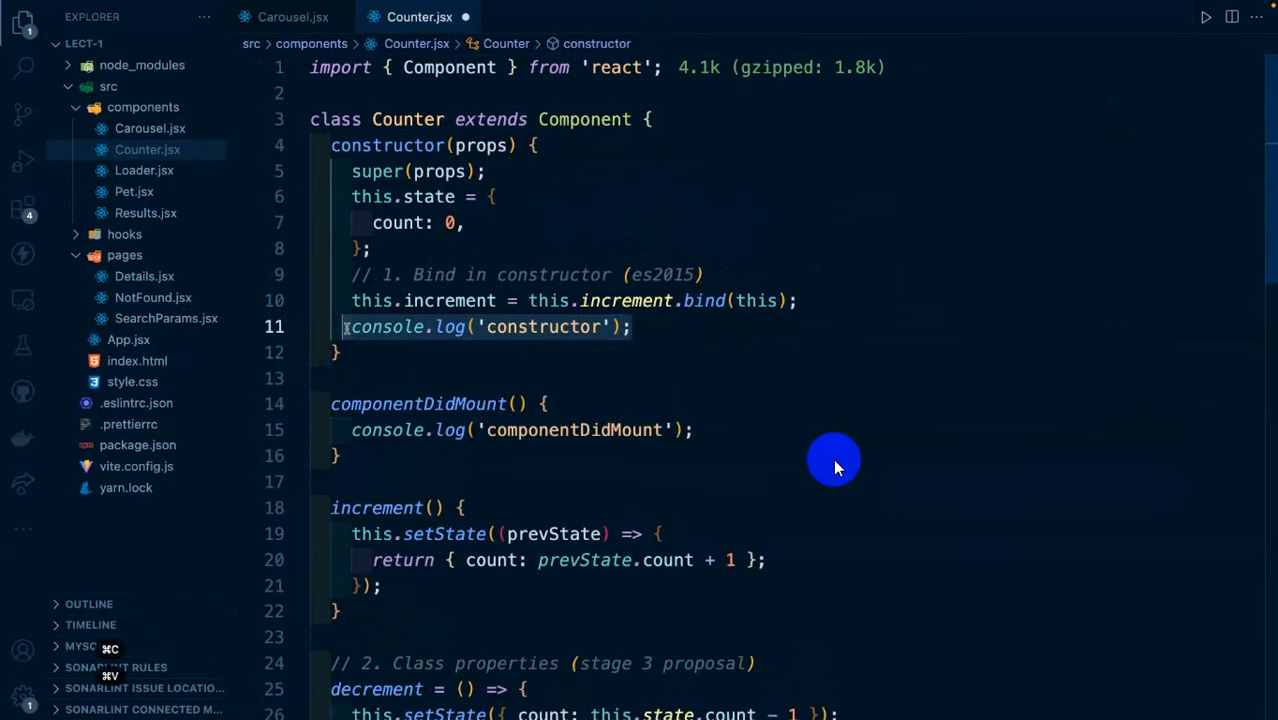 EXPLORER
Carousel.jsx
Counter.jsx
LECT-1
src components Counter.jsx Counter constructor
node_modules
src
components
Carousel.jsx
Counter.jsx
Loader.jsx
Pet.jsx
Results.jsx
hooks
pages
Details.jsx
NotFound.jsx
SearchParams.jsx
App.jsx
index.html
style.css
.eslintrc.json
.prettierrc
package.json
vite.config.js
yarn.lock
OUTLINE
TIMELINE
MYSQ
SONARLINT RULES
SONARLINT ISSUE LOCATIO...
SONARLINT CONNECTED M...
⌘C
⌘V
1
4
1
1 import { Component } from 'react'; 4.1k (gzipped: 1.8k)
2
3 class Counter extends Component {
4 constructor(props) {
5 super(props);
6 this.state = {
7 count: 0,
8 };
9 // 1. Bind in constructor (es2015)
10 this.increment = this.increment.bind(this);
11 console.log('constructor');
12 }
13
14 componentDidMount() {
15 console.log('componentDidMount');
16 }
17
18 increment() {
19 this.setState((prevState) => {
20 return { count: prevState.count + 1 };
21 });
22 }
23
24 // 2. Class properties (stage 3 proposal)
25 decrement = () => {
26 this.setState({ count: this.state.count - 1 });